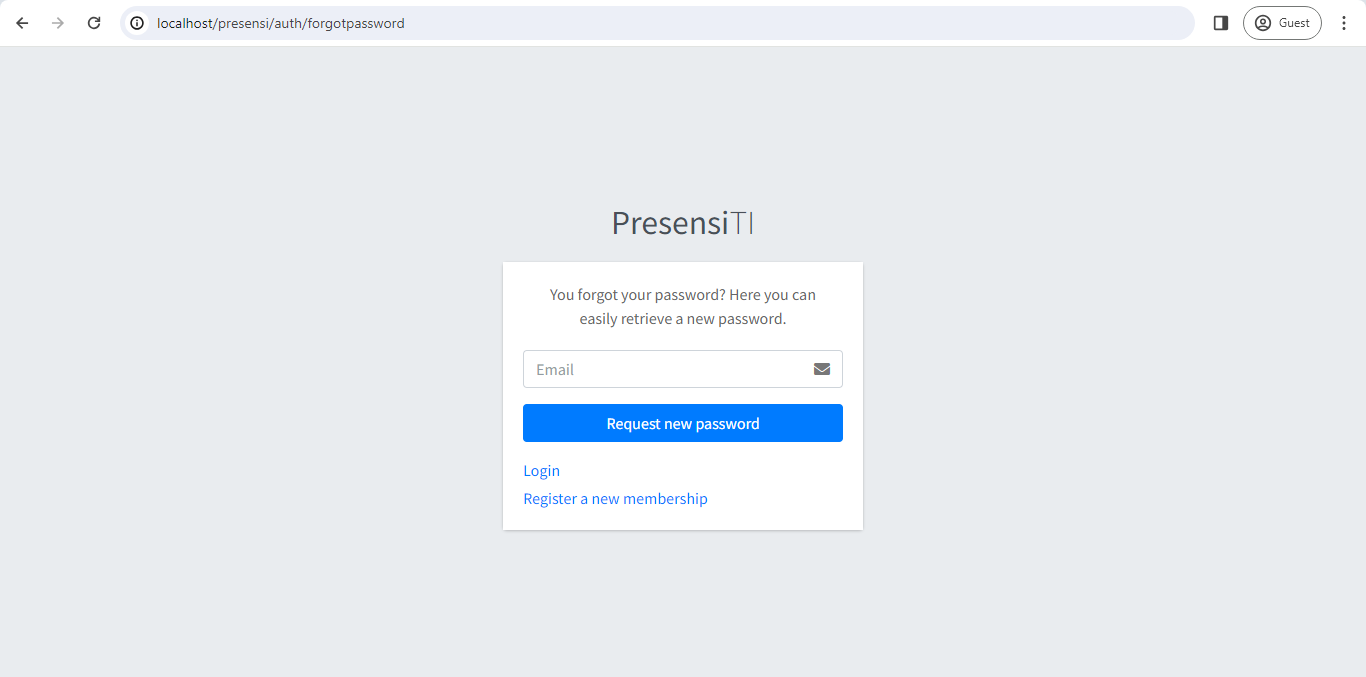 localhost/presensi/auth/forgotpassword
Guest
PresensiTI
You forgot your password? Here you can
easily retrieve a new password.
Email
Request new password
Login
Register a new membership